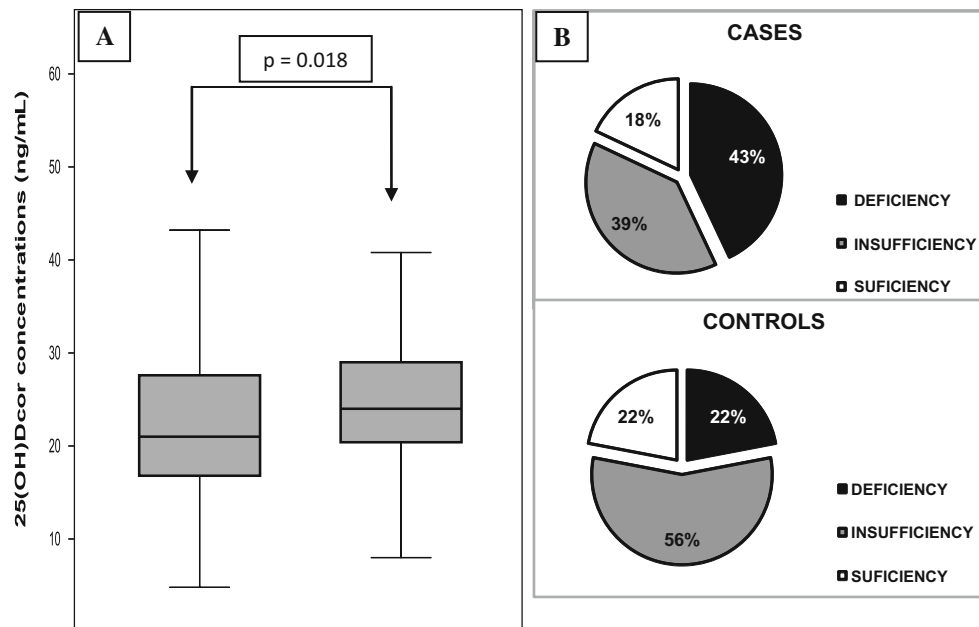 A
p = 0.018
60
50
40
30
20
10
25(OH)Dcor concentrations (ng/mL)
B
CASES
18%
43%
39%
DEFICIENCY
INSUFFICIENCY
SUFICIENCY
CONTROLS
22%
22%
56%
DEFICIENCY
INSUFFICIENCY
SUFICIENCY